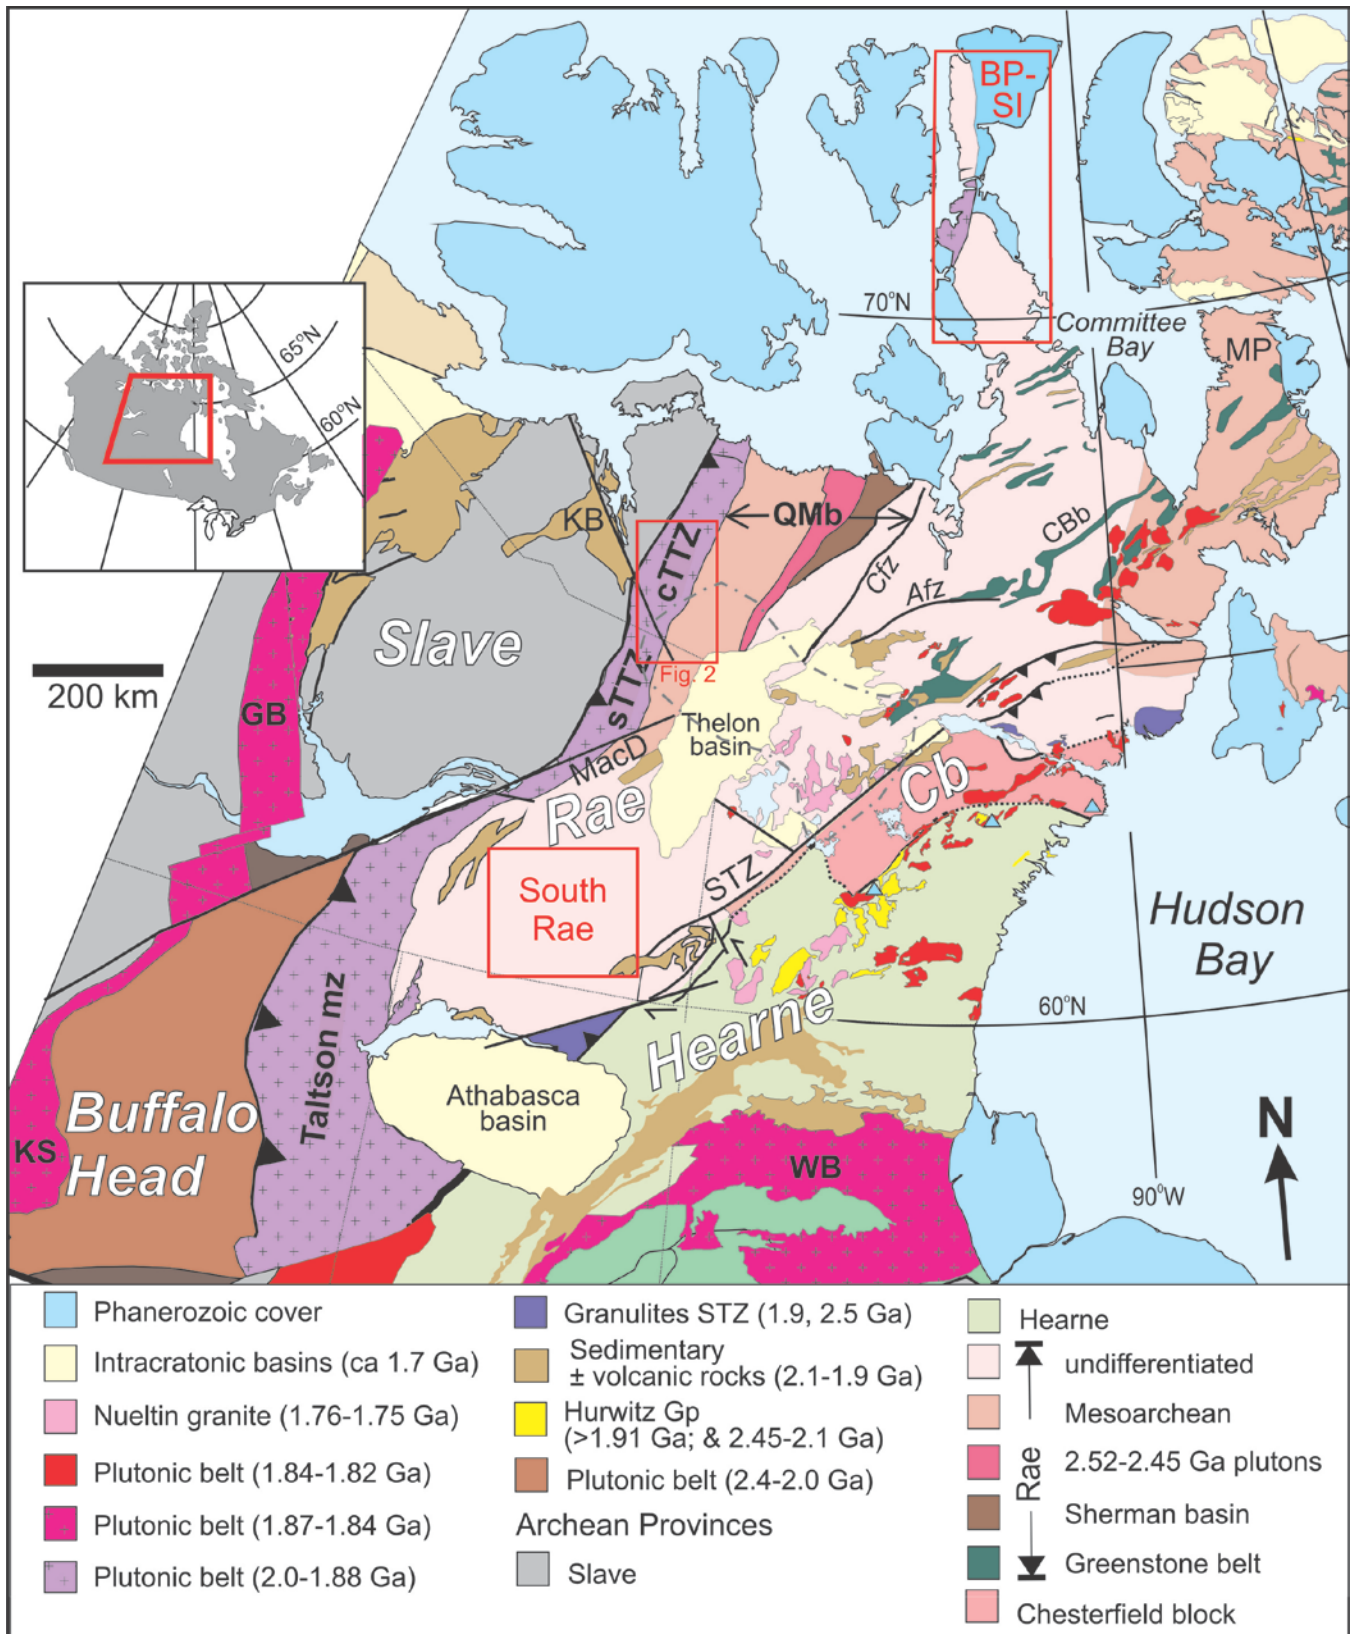 BP-
SI
70°N
Committee
Bay
MP
65°N
60°N
KB
QMb
cTTZ
CBb
Cfz
Afz
Slave
200 km
GB
sTTZ
Fig. 2
Thelon
basin
MacD
Rae
Cb
STZ
South
Rae
Hudson
Bay
60°N
Hearne
Taltson mz
Athabasca
basin
Buffalo
Head
KS
WB
N
90°W
Phanerozoic cover
Intracratonic basins (ca 1.7 Ga)
Nueltin granite (1.76-1.75 Ga)
Plutonic belt (1.84-1.82 Ga)
Plutonic belt (1.87-1.84 Ga)
Plutonic belt (2.0-1.88 Ga)
Granulites STZ (1.9, 2.5 Ga)
Sedimentary
± volcanic rocks (2.1-1.9 Ga)
Hurwitz Gp
(>1.91 Ga; & 2.45-2.1 Ga)
Plutonic belt (2.4-2.0 Ga)
Archean Provinces
Slave
Hearne
undifferentiated
Mesoarchean
2.52-2.45 Ga plutons
Sherman basin
Greenstone belt
Rae
Chesterfield block